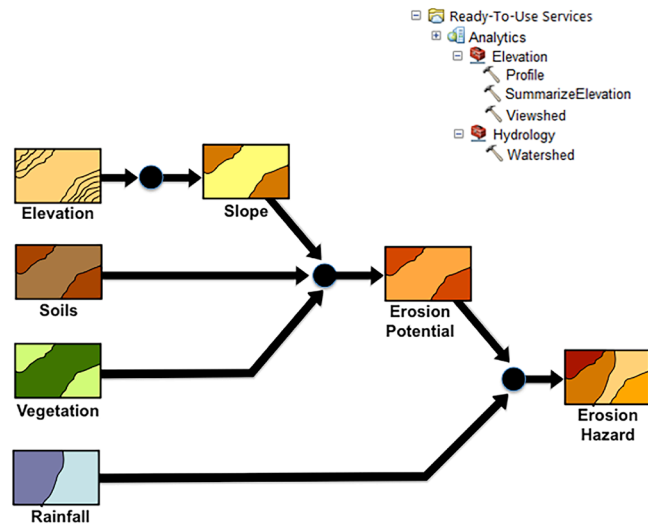 Ready-To-Use Services
Analytics
Elevation
Profile
SummarizeElevation
Viewshed
Hydrology
Watershed
Elevation
Slope
Soils
Erosion
Potential
Vegetation
Erosion
Hazard
Rainfall